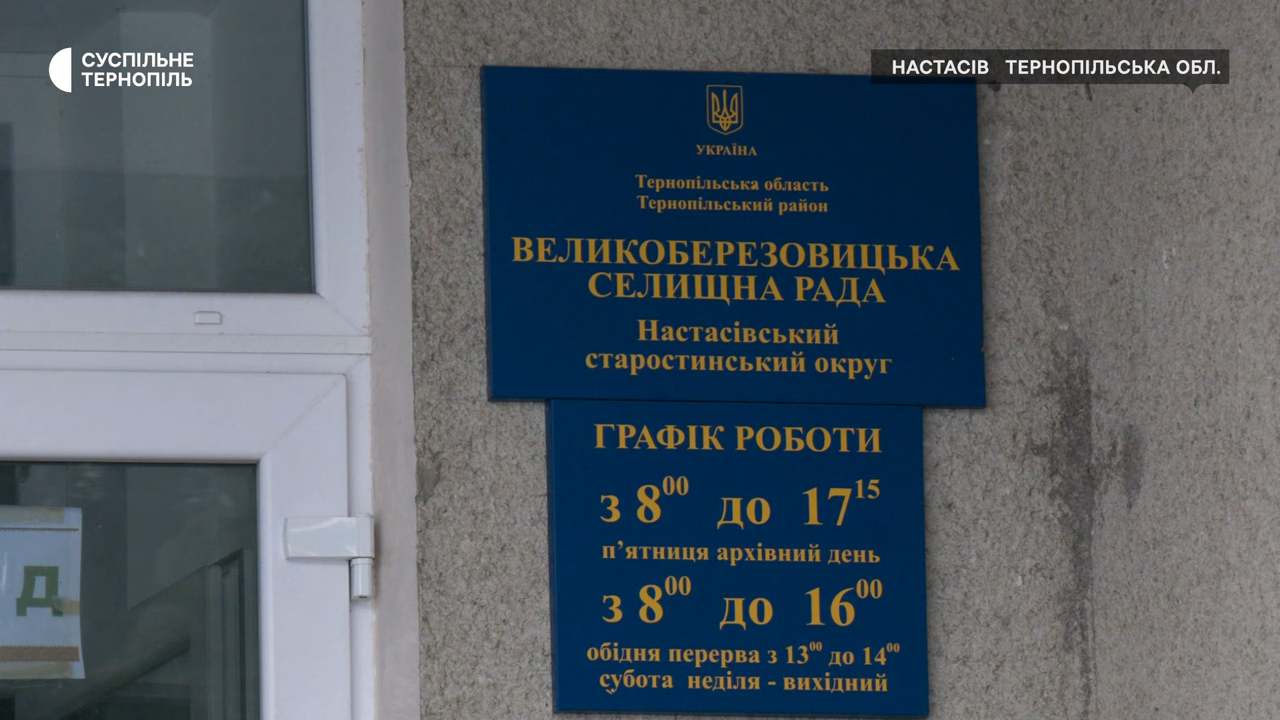 СУСПІЛЬНЕ
ТЕРНОПІЛЬ
НАСТАСІВ ТЕРНОПІЛЬСЬКА ОБЛ.
УКРАЇНА
Тернопільська область
Тернопільський район
ВЕЛИКОБЕРЕЗОВИЦЬКА
СЕЛИЩНА РАДА
Настасівський
старостинський округ
ГРАФІК РОБОТИ
з 8⁰⁰ до 17¹⁵
п’ятниця архівний день
з 8⁰⁰ до 16⁰⁰
обідня перерва з 13⁰⁰ до 14⁰⁰
субота неділя - вихідний
Д